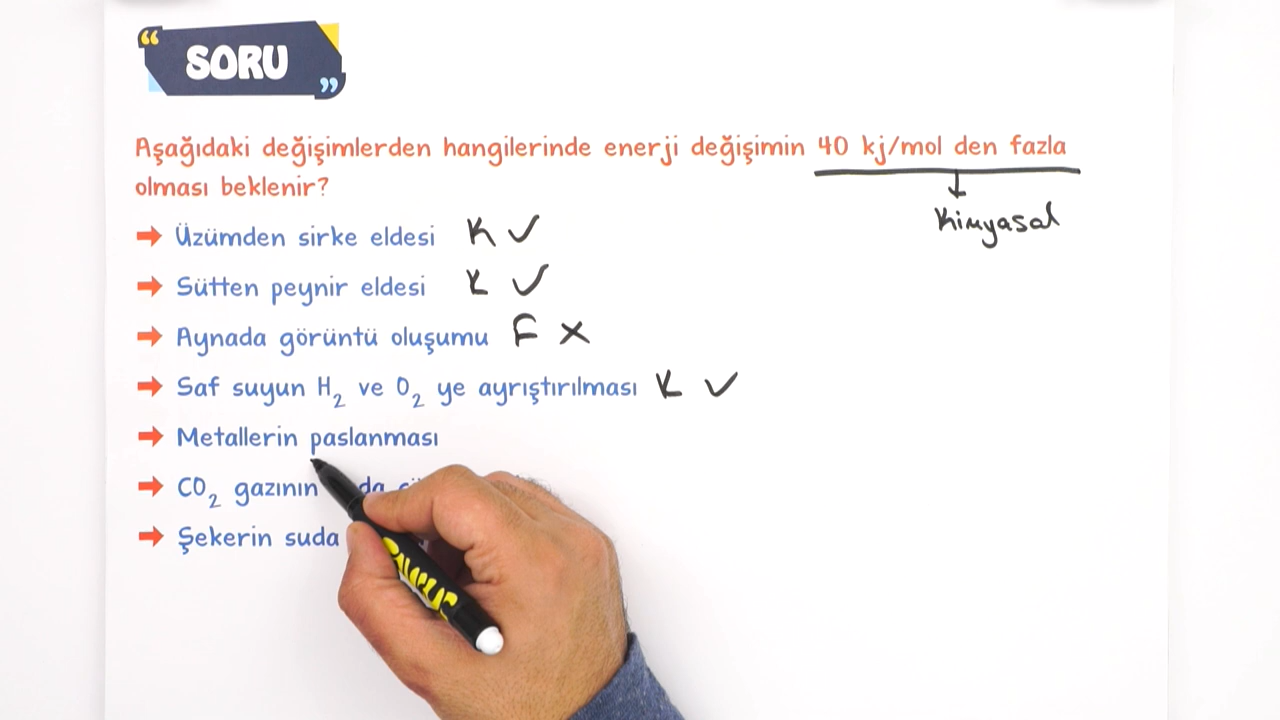 SORU
Aşağıdaki değişimlerden hangilerinde enerji değişimin 40 kj/mol den fazla
olması beklenir?
Kimyasal
➡ Üzümden sirke eldesi K ✓
➡ Sütten peynir eldesi K ✓
➡ Aynada görüntü oluşumu F X
➡ Saf suyun H₂ ve O₂ ye ayrıştırılması K ✓
➡ Metallerin paslanması
➡ CO₂ gazının
➡ Şekerin suda